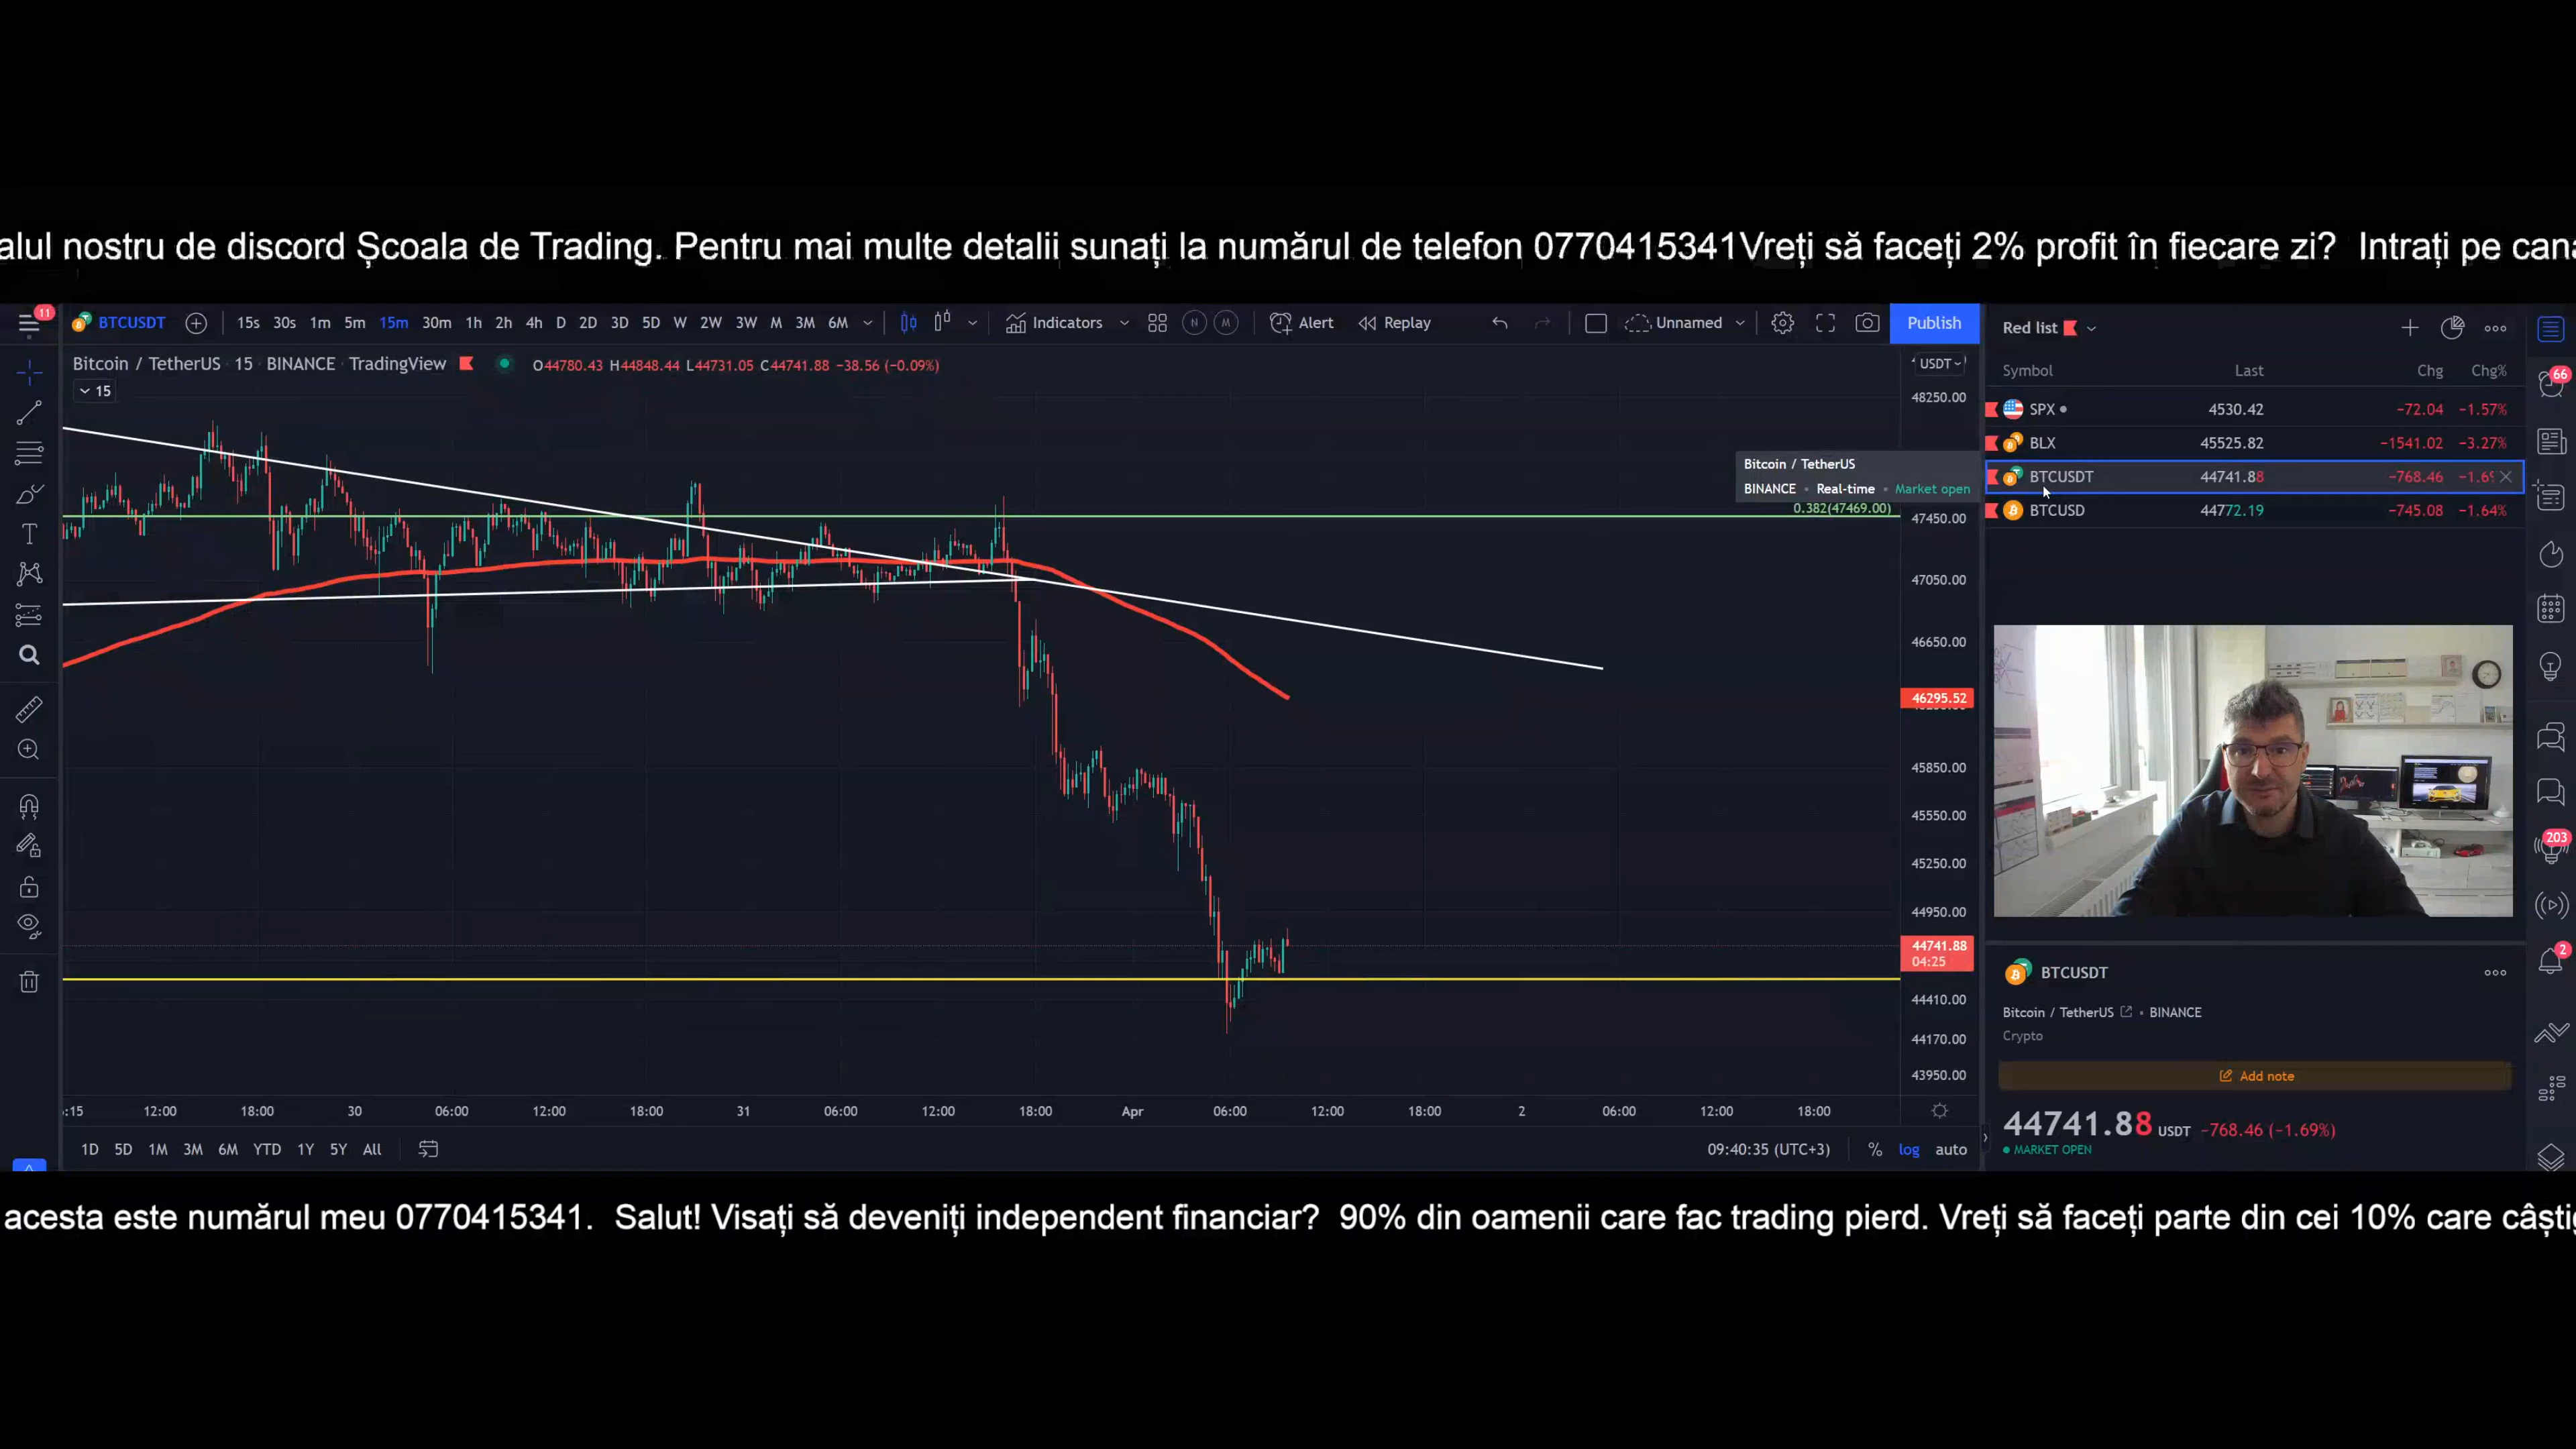 alul nostru de discord Școala de Trading. Pentru mai multe detalii sunați la numărul de telefon 0770415341Vreți să faceți 2% profit în fiecare zi?  Intrați pe cana
11
BTCUSDT
15s 30s 1m 5m 15m 30m 1h 2h 4h D 2D 3D 5D W 2W 3W M 3M 6M
Indicators
N M
Alert
Replay
Unnamed
Publish
Bitcoin / TetherUS · 15 · BINANCE · TradingView
O44780.43 H44848.44 L44731.05 C44741.88 −38.56 (−0.09%)
15
USDT
48250.00
47450.00
47050.00
46650.00
46295.52
45850.00
45550.00
45250.00
44950.00
44741.88
04:25
44410.00
44170.00
43950.00
Bitcoin / TetherUS
BINANCE • Real-time • Market open
0.382(47469.00)
:15 12:00 18:00 30 06:00 12:00 18:00 31 06:00 12:00 18:00 Apr 06:00 12:00 18:00 2 06:00 12:00 18:00
1D 5D 1M 3M 6M YTD 1Y 5Y All
09:40:35 (UTC+3)
% log auto
Red list
Symbol Last Chg Chg%
SPX 4530.42 −72.04 −1.57%
BLX 45525.82 −1541.02 −3.27%
BTCUSDT 44741.88 −768.46 −1.69
BTCUSD 44772.19 −745.08 −1.64%
66
203
2
BTCUSDT
Bitcoin / TetherUS • BINANCE
Crypto
Add note
44741.88 USDT −768.46 (−1.69%)
MARKET OPEN
acesta este numărul meu 0770415341.  Salut! Visați să deveniți independent financiar?  90% din oamenii care fac trading pierd. Vreți să faceți parte din cei 10% care câștig